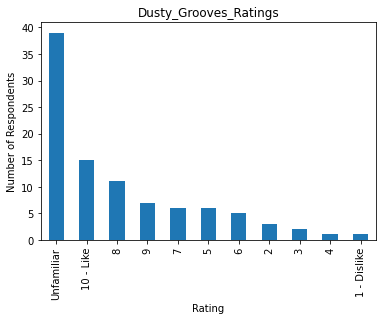 Dusty_Grooves_Ratings
Number of Respondents
40
35
30
25
20
15
10
5
0
Unfamiliar
10 - Like
8
9
7
5
6
2
3
4
1 - Dislike
Rating